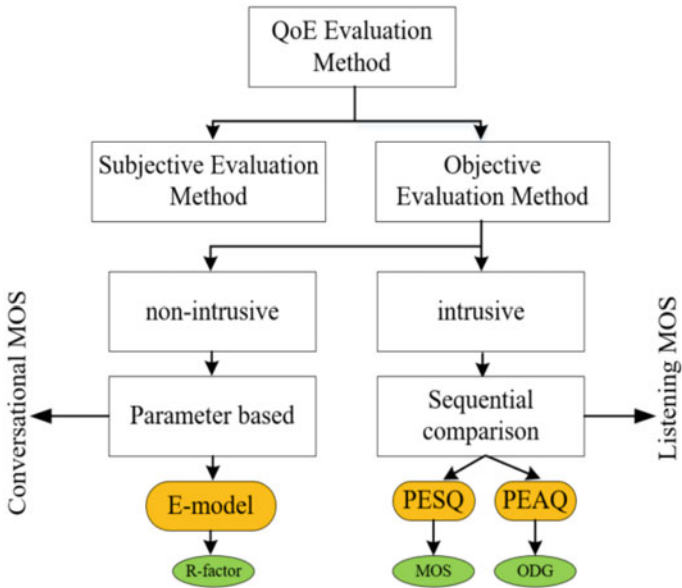 QoE Evaluation
Method
Subjective Evaluation
Method
Objective
Evaluation Method
non-intrusive
intrusive
Conversational MOS
Parameter based
Sequential
comparison
Listening MOS
E-model
PESQ
PEAQ
R-factor
MOS
ODG